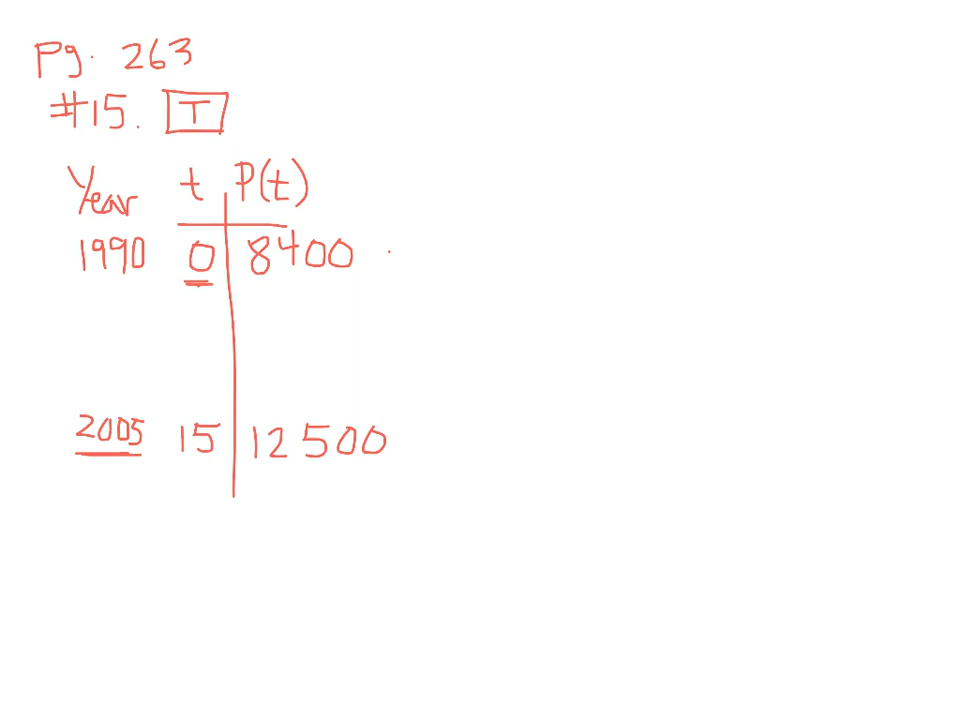 Pg. 263
#15. T
Year t P(t)
1990 0 8400
2005 15 12500